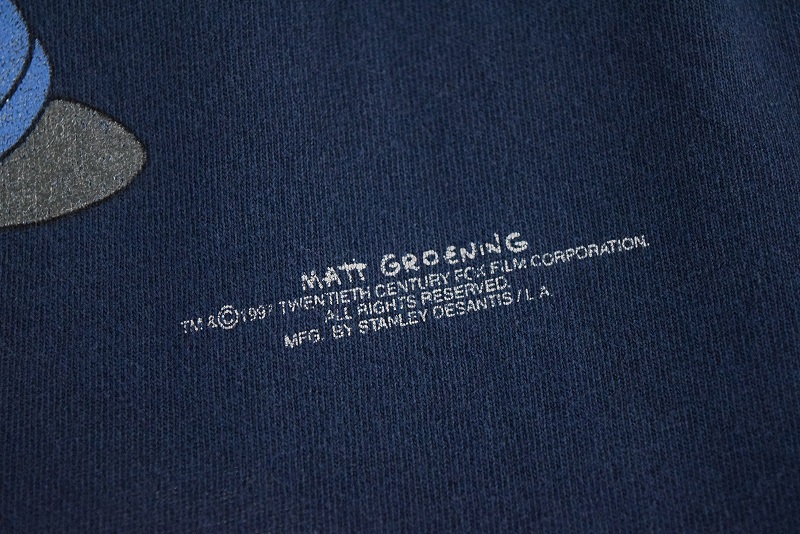 MATT GROENING
TM & © 1997 TWENTIETH CENTURY FOX FILM CORPORATION.
ALL RIGHTS RESERVED.
MFG. BY STANLEY DESANTIS / L.A.